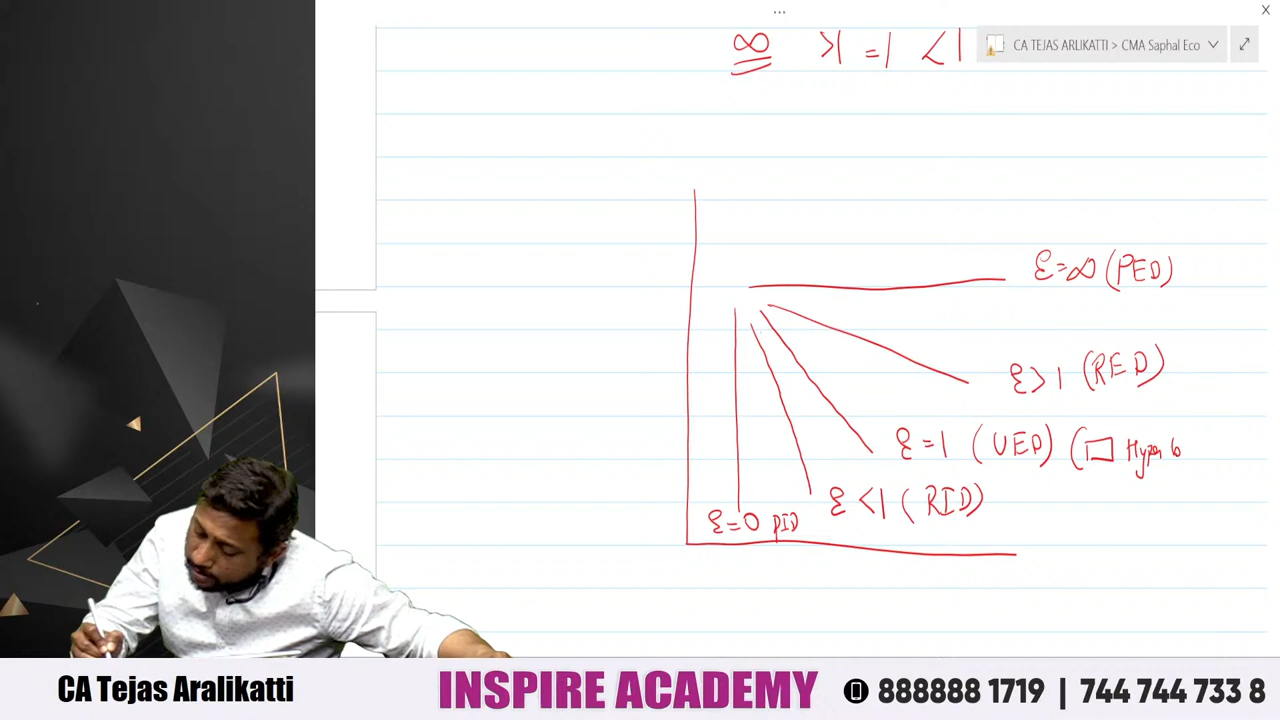 ...
X
∞ >1 =1 <1
CA TEJAS ARLIKATTI > CMA Saphal Eco
Ɛ=∞ (PED)
Ɛ>1 (RED)
Ɛ=1 (UED) (▭ Hyper b
Ɛ<1 (RID)
Ɛ=0 PID
CA Tejas Aralikatti
INSPIRE ACADEMY
888888 1719 | 744 744 733 8